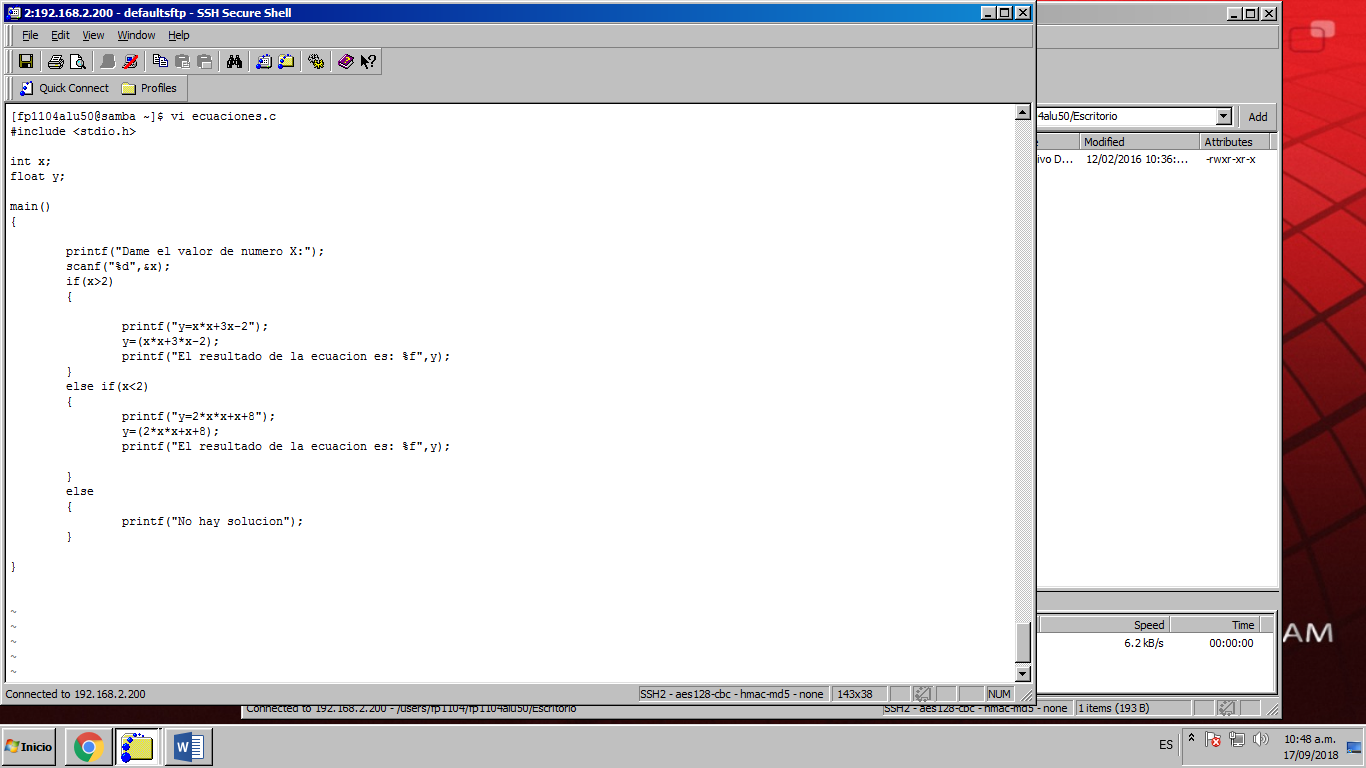 2:192.168.2.200 - defaultsftp - SSH Secure Shell
File Edit View Window Help
Quick Connect Profiles
[fp1104alu50@samba ~]$ vi ecuaciones.c
#include <stdio.h>
int x;
float y;
main()
{
printf("Dame el valor de numero X:");
scanf("%d",&x);
if(x>2)
{
printf("y=x*x+3x-2");
y=(x*x+3*x-2);
printf("El resultado de la ecuacion es: %f",y);
}
else if(x<2)
{
printf("y=2*x*x+x+8");
y=(2*x*x+x+8);
printf("El resultado de la ecuacion es: %f",y);
}
else
{
printf("No hay solucion");
}
}
~
~
~
~
~
Connected to 192.168.2.200 SSH2 - aes128-cbc - hmac-md5 - none 143x38 NUM
4alu50/Escritorio Add
Modified Attributes
ivo D... 12/02/2016 10:36:... -rwxr-xr-x
Speed Time
6.2 kB/s 00:00:00
AM
Connected to 192.168.2.200 - /users/fp1104/fp1104alu50/Escritorio SSH2 - aes128-cbc - hmac-md5 - none 1 items (193 B)
Inicio
ES
10:48 a.m.
17/09/2018